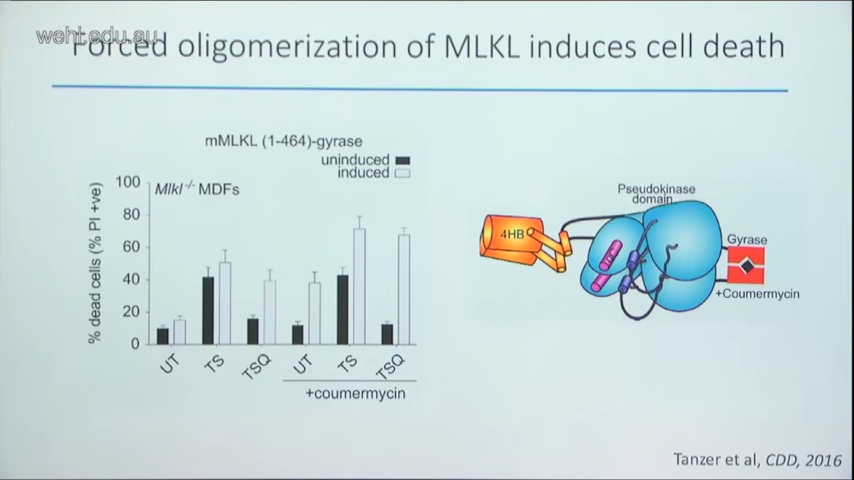 wehi.edu.au
Forced oligomerization of MLKL induces cell death
mMLKL (1-464)-gyrase
uninduced
induced
Mlkl-/- MDFs
% dead cells (% PI +ve)
100
80
60
40
20
0
UT
TS
TSQ
UT
TS
TSQ
+coumermycin
Pseudokinase
domain
4HB
Gyrase
+Coumermycin
Tanzer et al, CDD, 2016